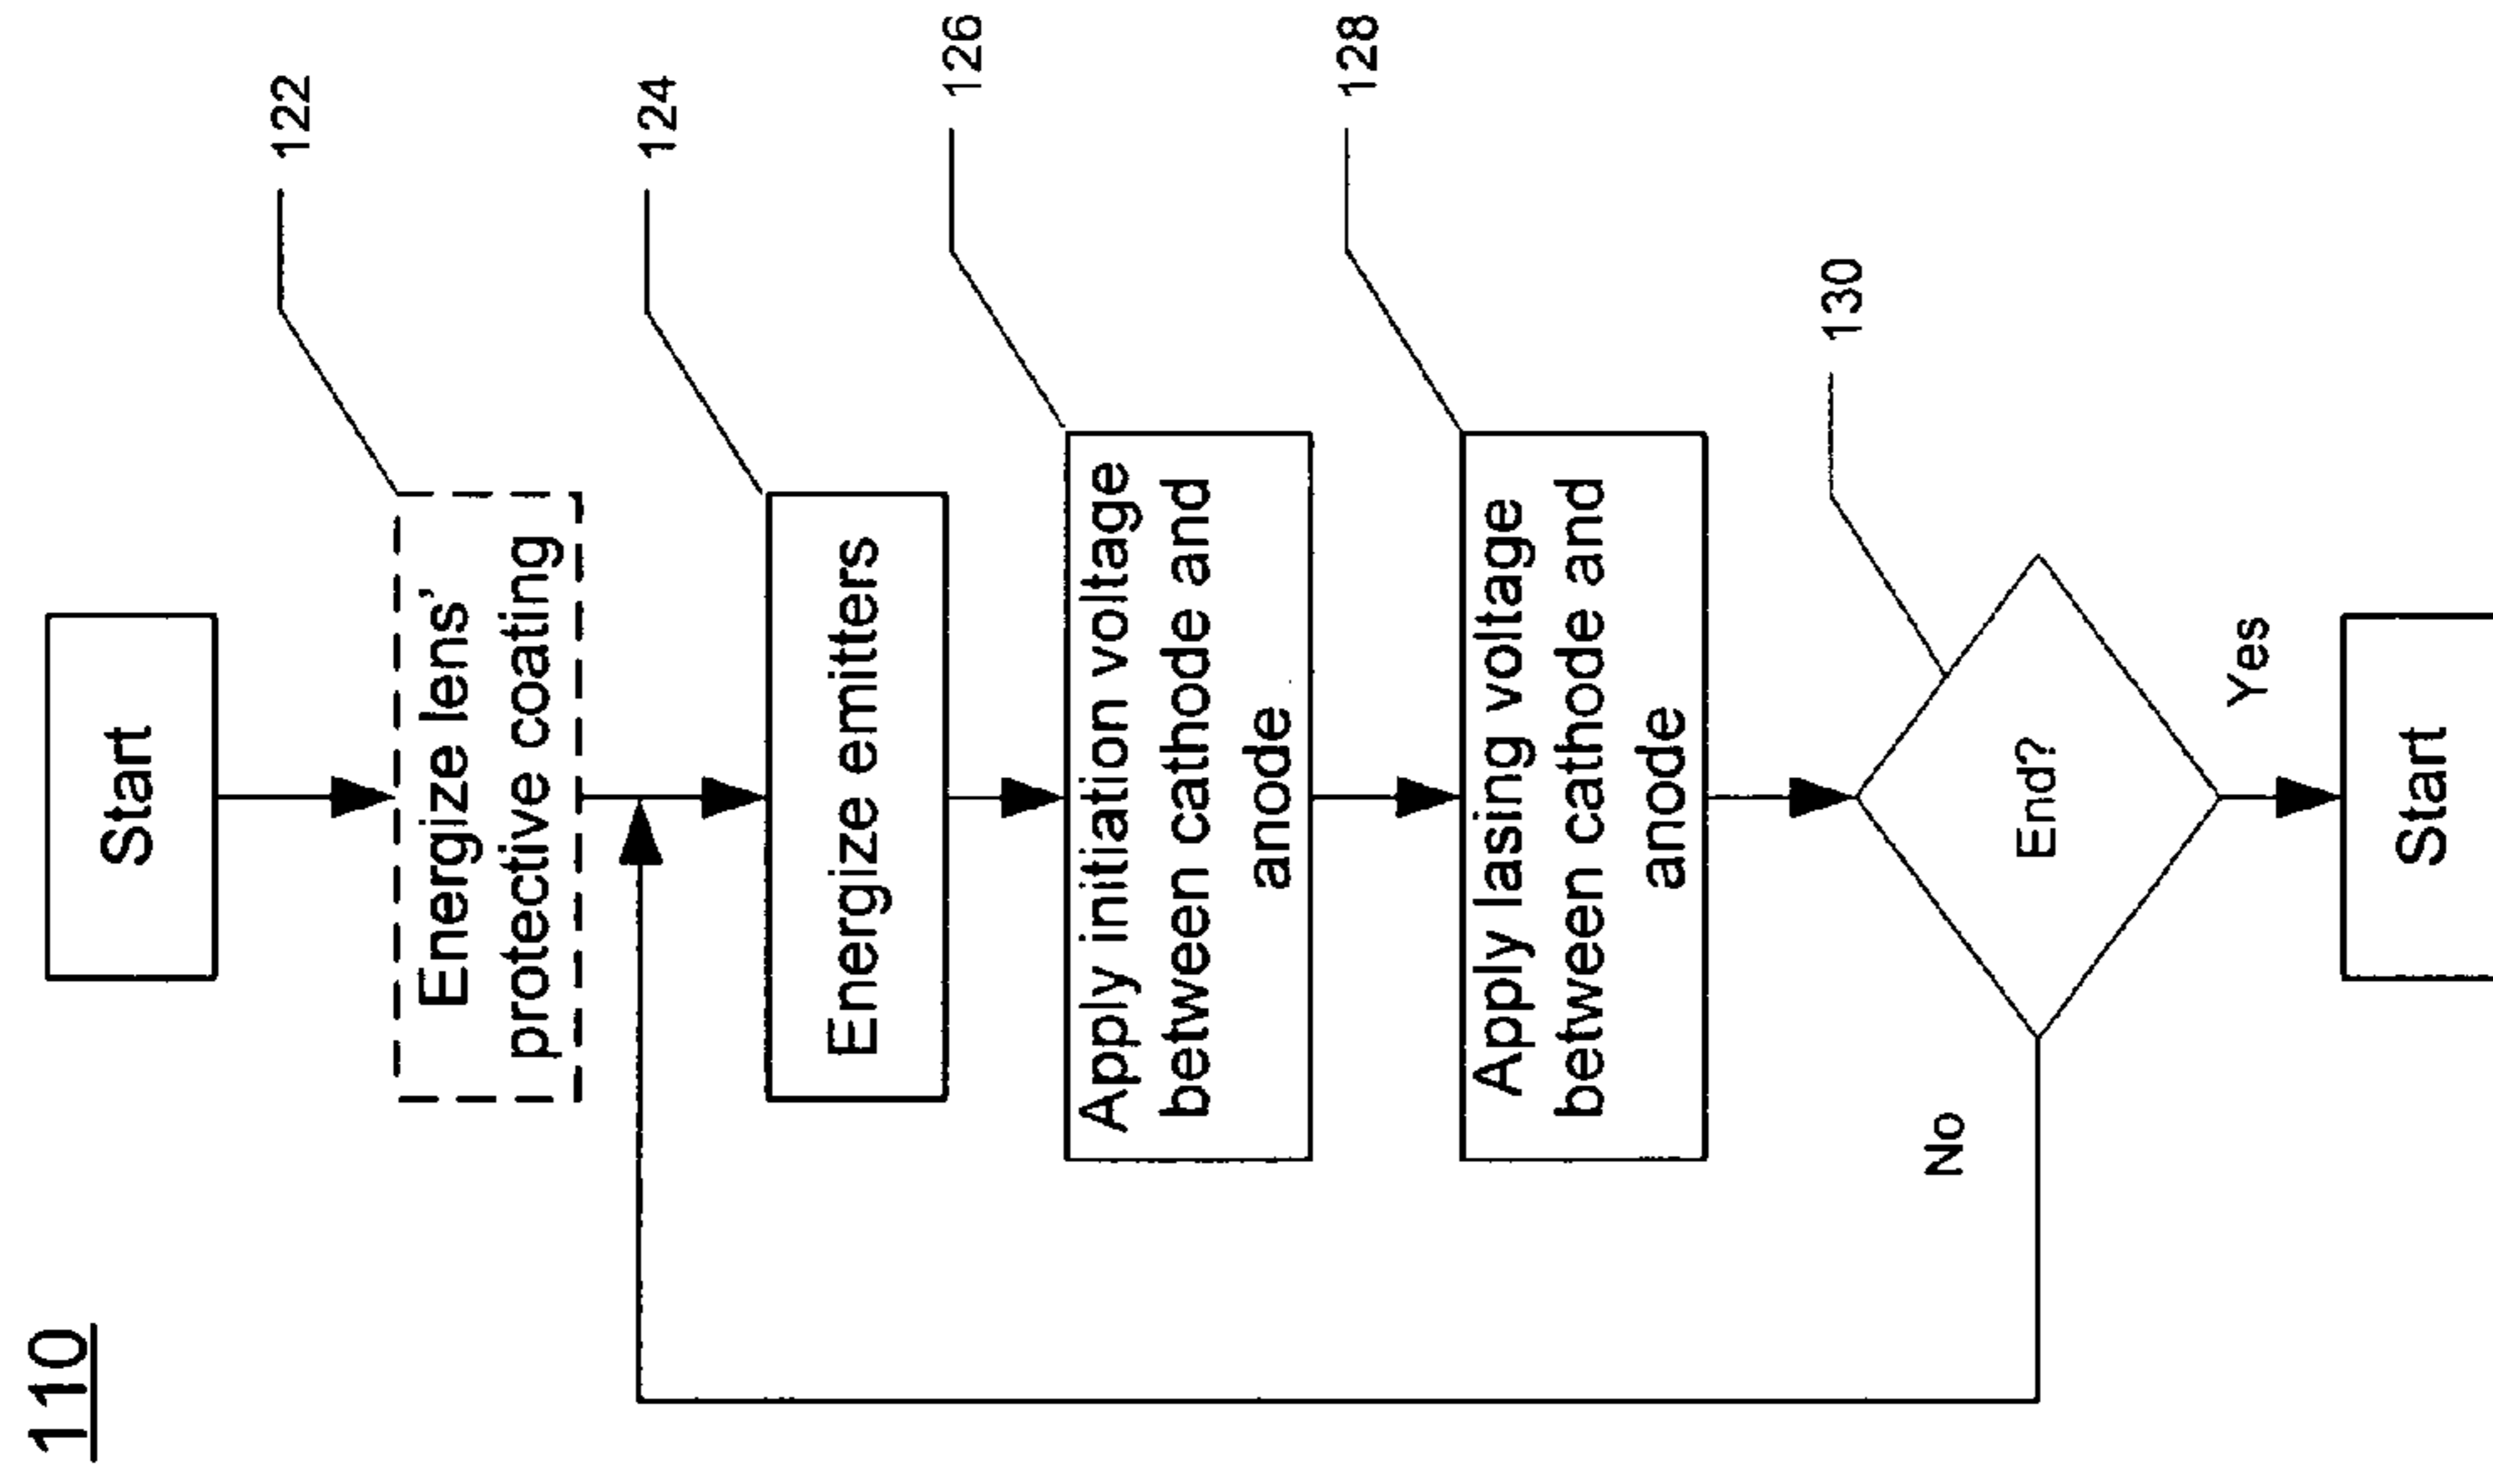 110
Start
122
Energize lens'
protective coating
124
Energize emitters
126
Apply initiation voltage
between cathode and
anode
128
Apply lasing voltage
between cathode and
anode
130
End?
No
Yes
Start